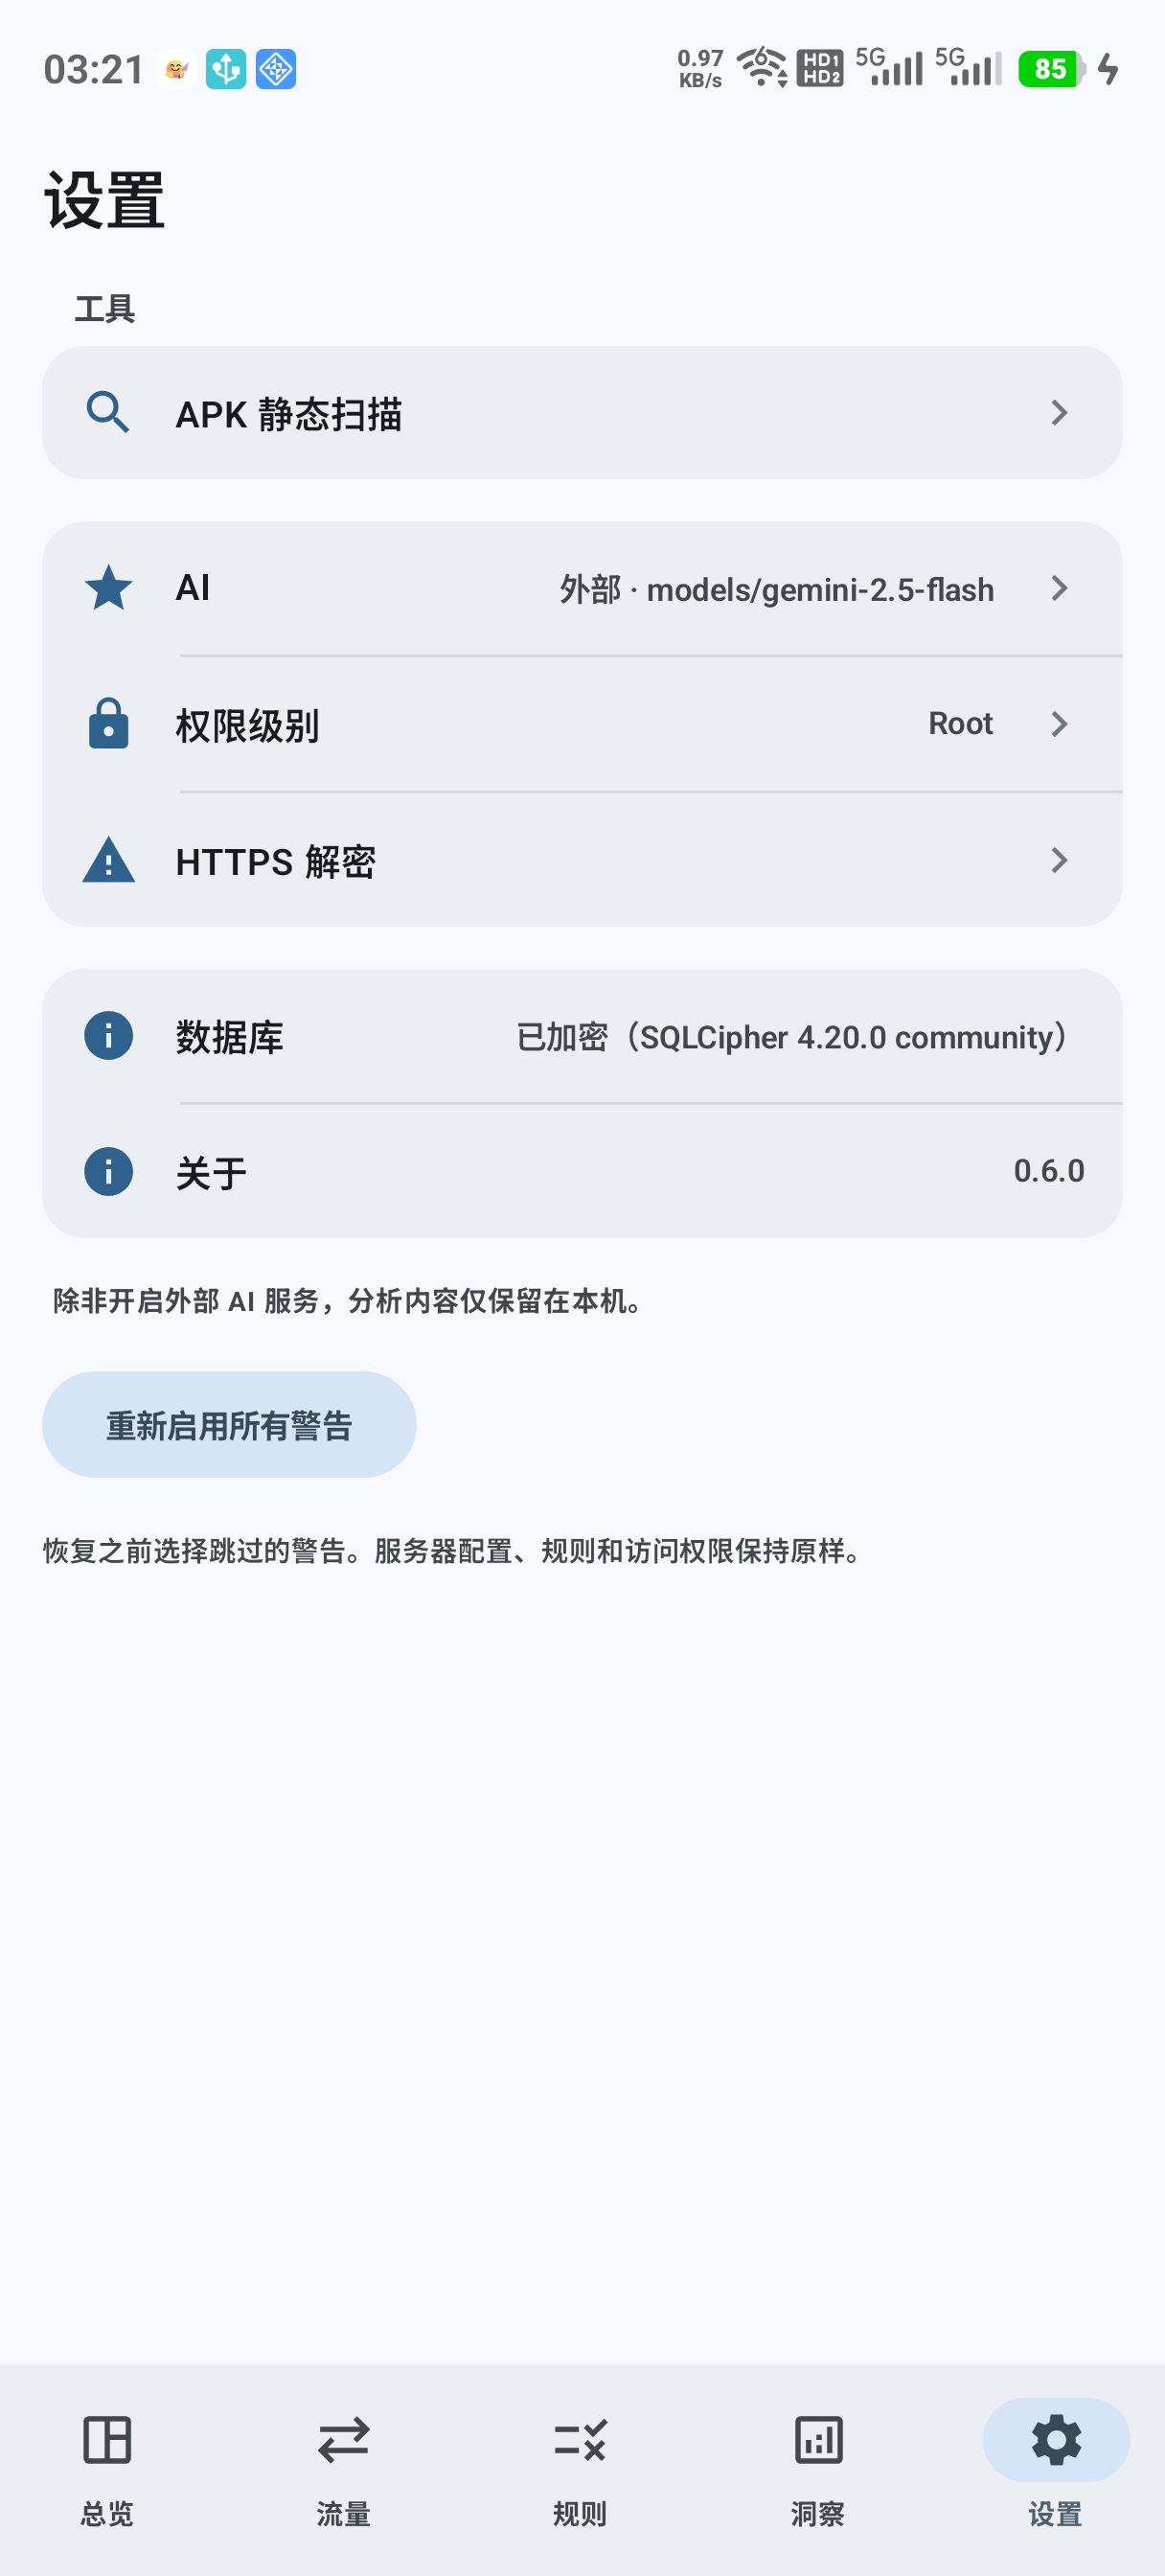 03:21
0.97 KB/s 6 HD1 HD2 5G 5G 85
设置
工具
APK 静态扫描
AI 外部 · models/gemini-2.5-flash
权限级别 Root
HTTPS 解密
数据库 已加密（SQLCipher 4.20.0 community）
关于 0.6.0
除非开启外部 AI 服务，分析内容仅保留在本机。
重新启用所有警告
恢复之前选择跳过的警告。服务器配置、规则和访问权限保持原样。
总览 流量 规则 洞察 设置